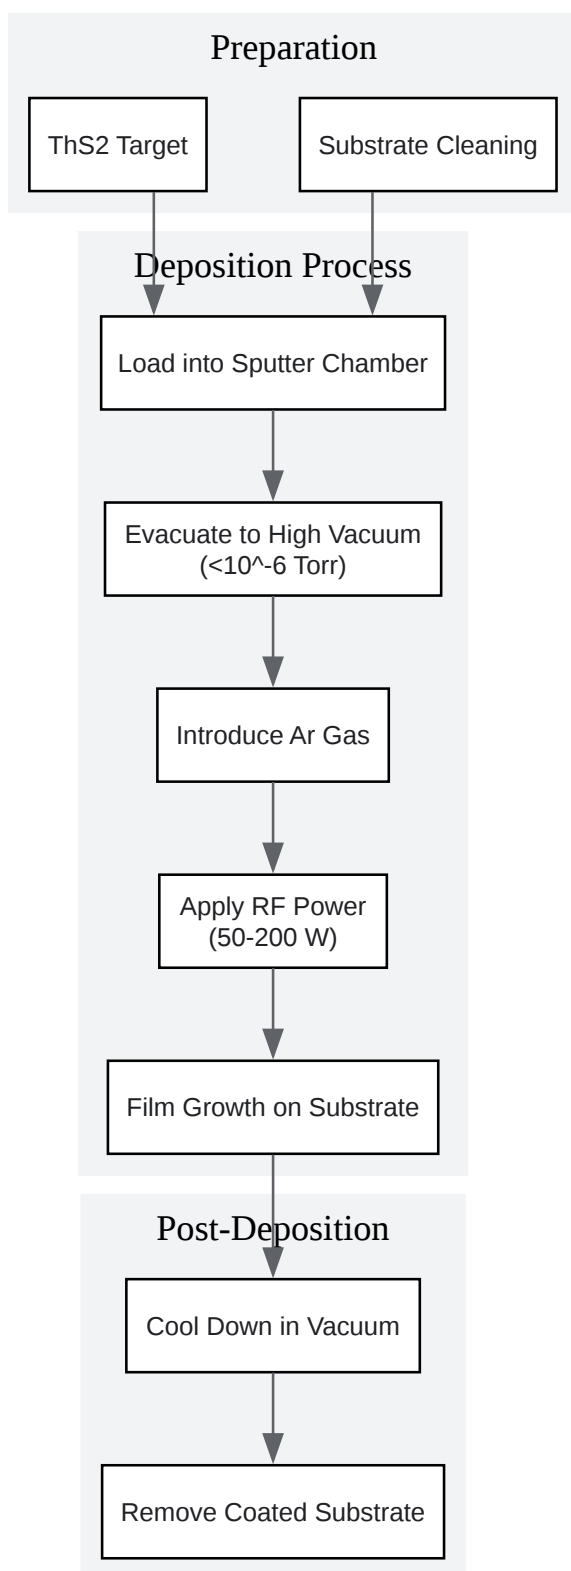 Preparation
ThS2 Target
Substrate Cleaning
Deposition Process
Load into Sputter Chamber
Evacuate to High Vacuum
(<10^-6 Torr)
Introduce Ar Gas
Apply RF Power
(50-200 W)
Film Growth on Substrate
Post-Deposition
Cool Down in Vacuum
Remove Coated Substrate